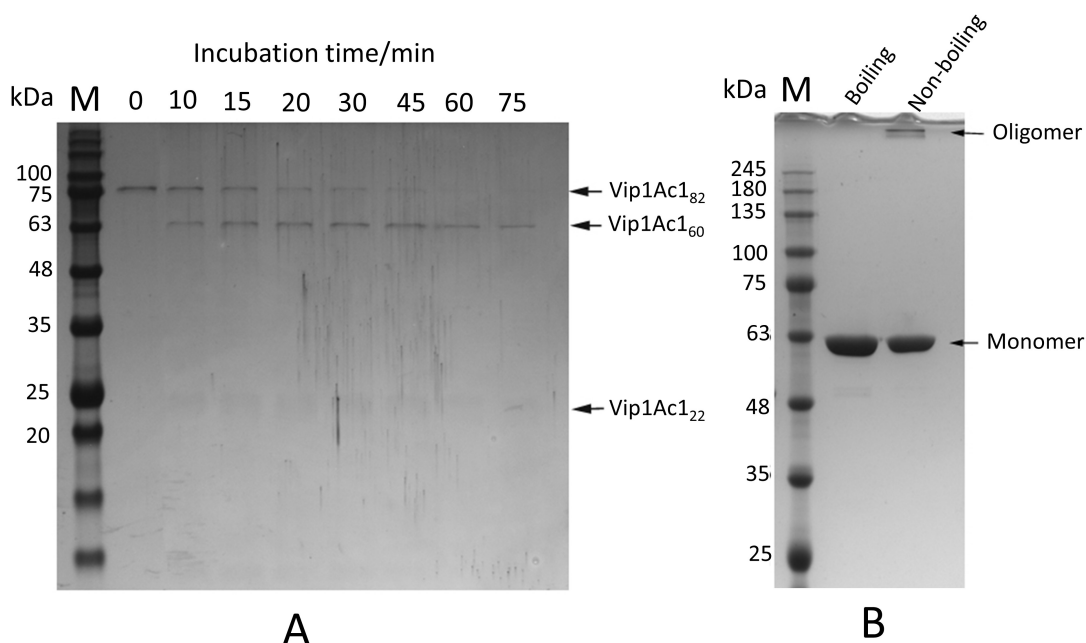 Incubation time/min
kDa M 0 10 15 20 30 45 60 75
100
75
63
48
35
25
20
Vip1Ac182
Vip1Ac160
Vip1Ac122
A
kDa M Boiling Non-boiling
245
180
135
100
75
63
48
35
25
Oligomer
Monomer
B